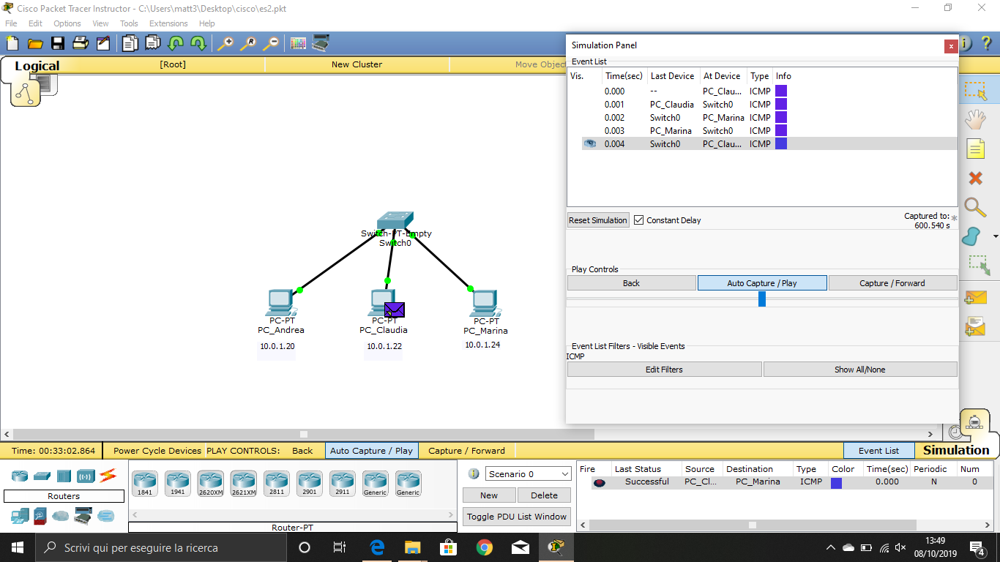 Cisco Packet Tracer Instructor - C:\Users\matt3\Desktop\cisco\es2.pkt
File Edit Options View Tools Extensions Help
Logical [Root] New Cluster Move Objec
Simulation Panel
x
Event List
Vis. Time(sec) Last Device At Device Type Info
0.000 -- PC_Clau... ICMP
0.001 PC_Claudia Switch0 ICMP
0.002 Switch0 PC_Marina ICMP
0.003 PC_Marina Switch0 ICMP
0.004 Switch0 PC_Clau... ICMP
Reset Simulation Constant Delay Captured to: *
600.540 s
Play Controls
Back Auto Capture / Play Capture / Forward
Event List Filters - Visible Events
ICMP
Edit Filters Show All/None
Switch-PT-Empty
Switch0
PC-PT
PC_Andrea
10.0.1.20
PC-PT
PC_Claudia
10.0.1.22
PC-PT
PC_Marina
10.0.1.24
Time: 00:33:02.864 Power Cycle Devices PLAY CONTROLS: Back Auto Capture / Play Capture / Forward Event List Simulation
Routers
1841 1941 2620XM 2621XM 2811 2901 2911 Generic Generic
Router-PT
Scenario 0
New Delete
Toggle PDU List Window
Fire Last Status Source Destination Type Color Time(sec) Periodic Num
Successful PC_Cl... PC_Marina ICMP 0.000 N 0
Scrivi qui per eseguire la ricerca
13:49
08/10/2019
4